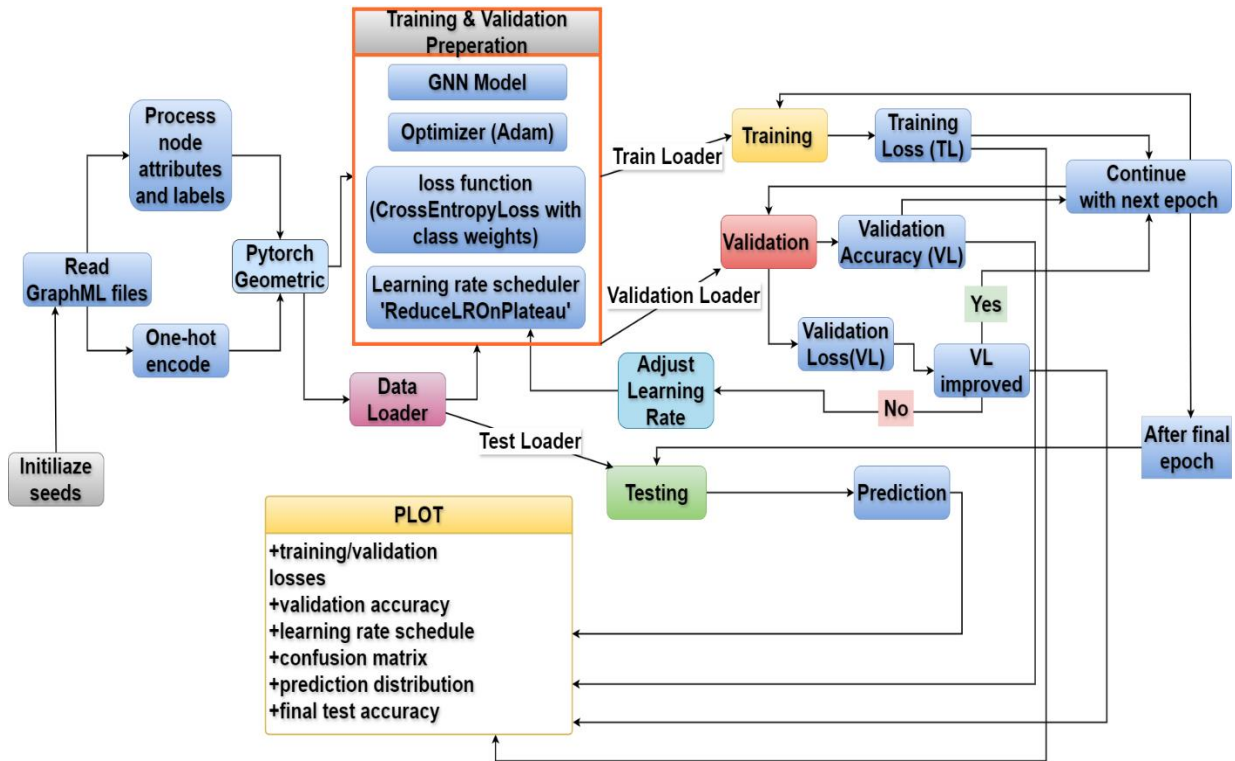 Training & Validation
Preperation
GNN Model
Optimizer (Adam)
loss function
(CrossEntropyLoss with
class weights)
Learning rate scheduler
'ReduceLROnPlateau'
Process
node
attributes
and labels
Read
GraphML files
One-hot
encode
Pytorch
Geometric
Initiliaze
seeds
Data
Loader
Train Loader
Validation Loader
Test Loader
Training
Training
Loss (TL)
Continue
with next epoch
Validation
Validation
Accuracy (VL)
Yes
Validation
Loss(VL)
VL
improved
No
Adjust
Learning
Rate
After final
epoch
Testing
Prediction
PLOT
+training/validation
losses
+validation accuracy
+learning rate schedule
+confusion matrix
+prediction distribution
+final test accuracy